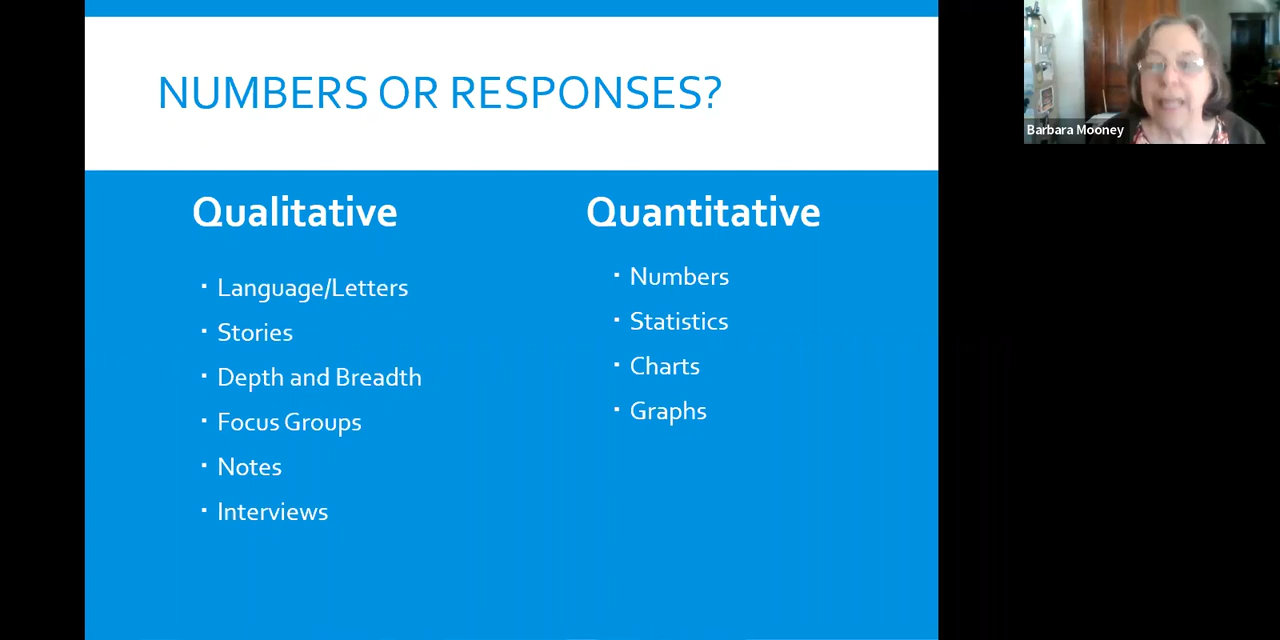 NUMBERS OR RESPONSES?
Qualitative
Language/Letters
Stories
Depth and Breadth
Focus Groups
Notes
Interviews
Quantitative
Numbers
Statistics
Charts
Graphs
Barbara Mooney